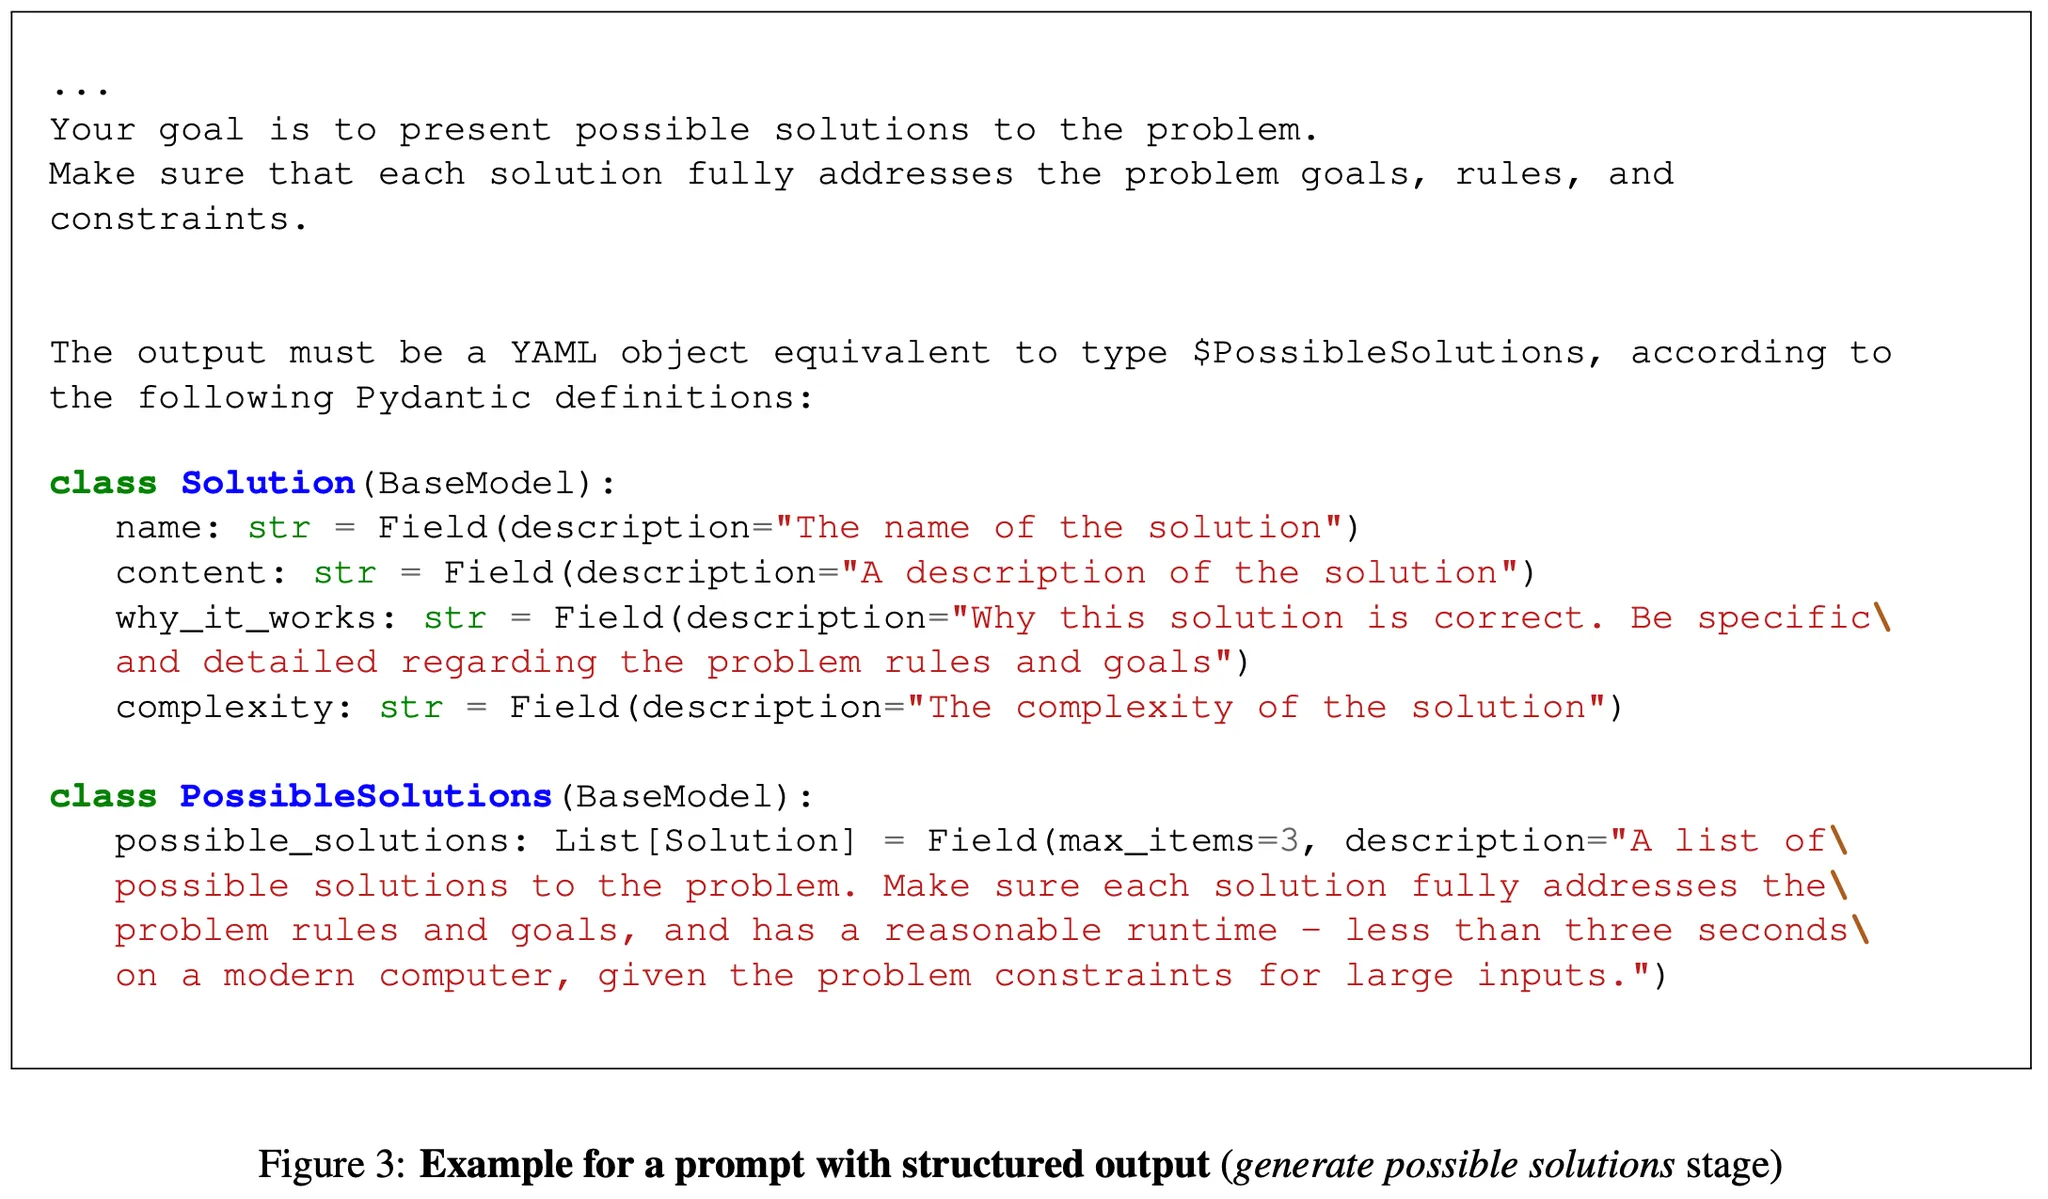 ...
Your goal is to present possible solutions to the problem.
Make sure that each solution fully addresses the problem goals, rules, and
constraints.
The output must be a YAML object equivalent to type $PossibleSolutions, according to
the following Pydantic definitions:
class Solution(BaseModel):
   name: str = Field(description="The name of the solution")
   content: str = Field(description="A description of the solution")
   why_it_works: str = Field(description="Why this solution is correct. Be specific\
   and detailed regarding the problem rules and goals")
   complexity: str = Field(description="The complexity of the solution")
class PossibleSolutions(BaseModel):
   possible_solutions: List[Solution] = Field(max_items=3, description="A list of\
   possible solutions to the problem. Make sure each solution fully addresses the\
   problem rules and goals, and has a reasonable runtime - less than three seconds\
   on a modern computer, given the problem constraints for large inputs.")
Figure 3: Example for a prompt with structured output (generate possible solutions stage)